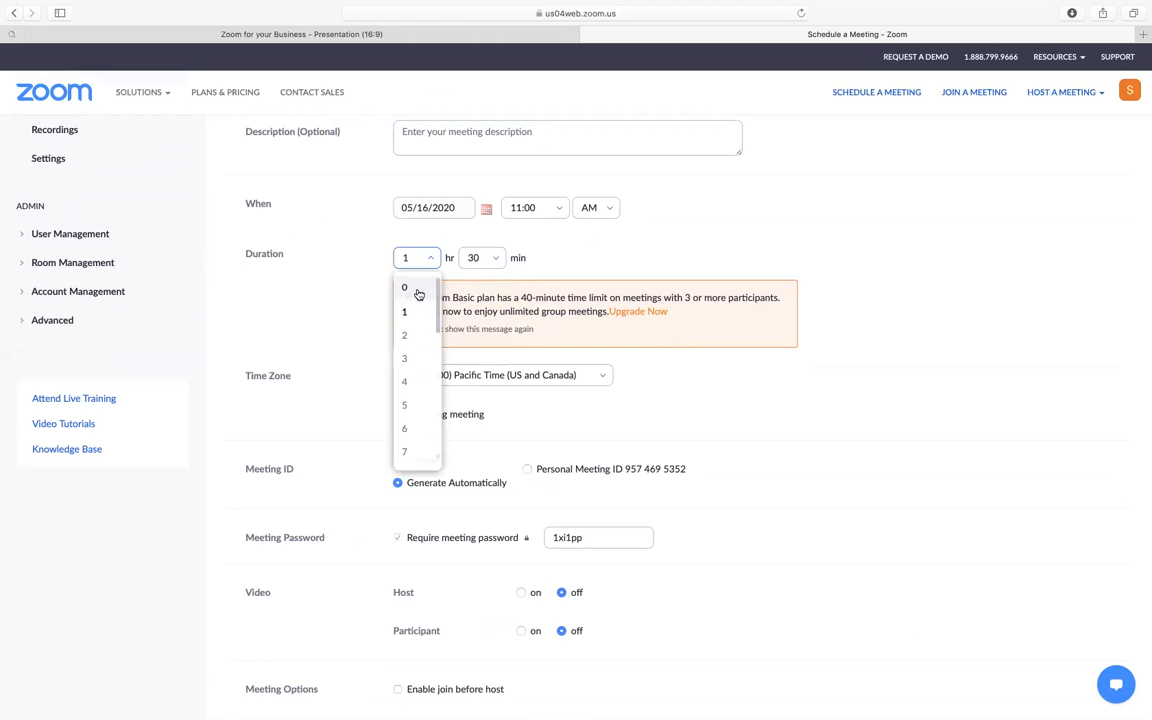 us04web.zoom.us
Zoom for your Business - Presentation (16:9)
Schedule a Meeting - Zoom
REQUEST A DEMO 1.888.799.9666 RESOURCES SUPPORT
zoom SOLUTIONS PLANS & PRICING CONTACT SALES SCHEDULE A MEETING JOIN A MEETING HOST A MEETING S
Recordings
Settings
ADMIN
User Management
Room Management
Account Management
Advanced
Attend Live Training
Video Tutorials
Knowledge Base
Description (Optional) Enter your meeting description
When 05/16/2020 11:00 AM
Duration 1 hr 30 min
0
1
2
3
4
5
6
7
Basic plan has a 40-minute time limit on meetings with 3 or more participants.
now to enjoy unlimited group meetings.Upgrade Now
show this message again
Time Zone Pacific Time (US and Canada)
meeting
Meeting ID Personal Meeting ID 957 469 5352
Generate Automatically
Meeting Password Require meeting password 1xi1pp
Video Host on off
Participant on off
Meeting Options Enable join before host